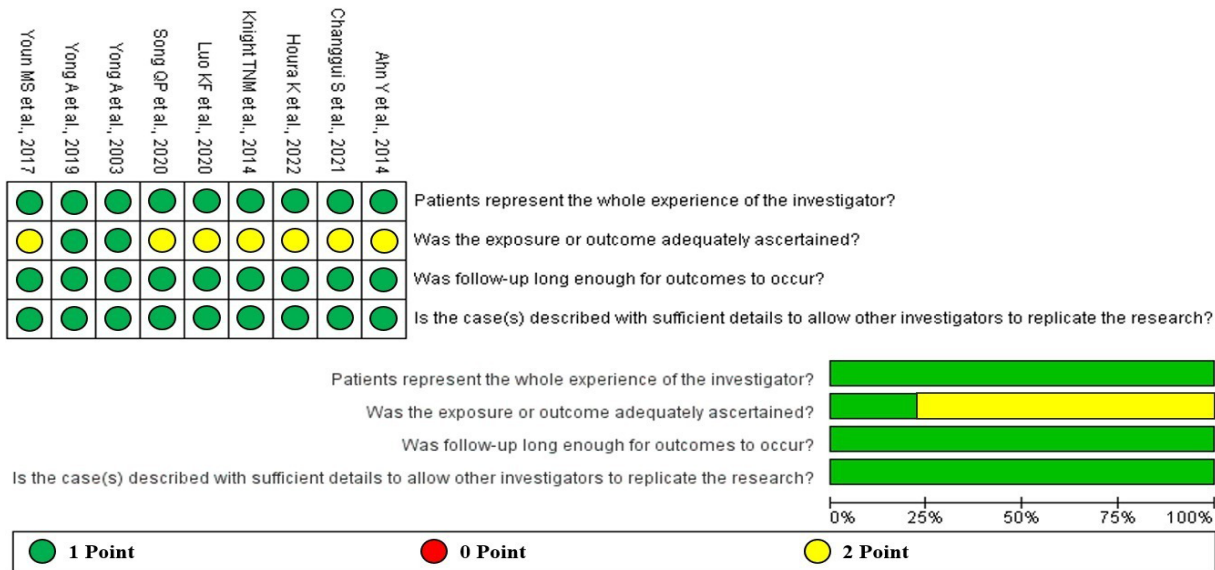 Youn MS et al., 2017
Yong A et al., 2019
Yong A et al., 2003
Song QP et al., 2020
Luo KF et al., 2020
Knight TNM et al., 2014
Houra K et al., 2022
Changgui S et al., 2021
Ahn Y et al., 2014
Patients represent the whole experience of the investigator?
Was the exposure or outcome adequately ascertained?
Was follow-up long enough for outcomes to occur?
Is the case(s) described with sufficient details to allow other investigators to replicate the research?
Patients represent the whole experience of the investigator?
Was the exposure or outcome adequately ascertained?
Was follow-up long enough for outcomes to occur?
Is the case(s) described with sufficient details to allow other investigators to replicate the research?
0% 25% 50% 75% 100%
1 Point 0 Point 2 Point